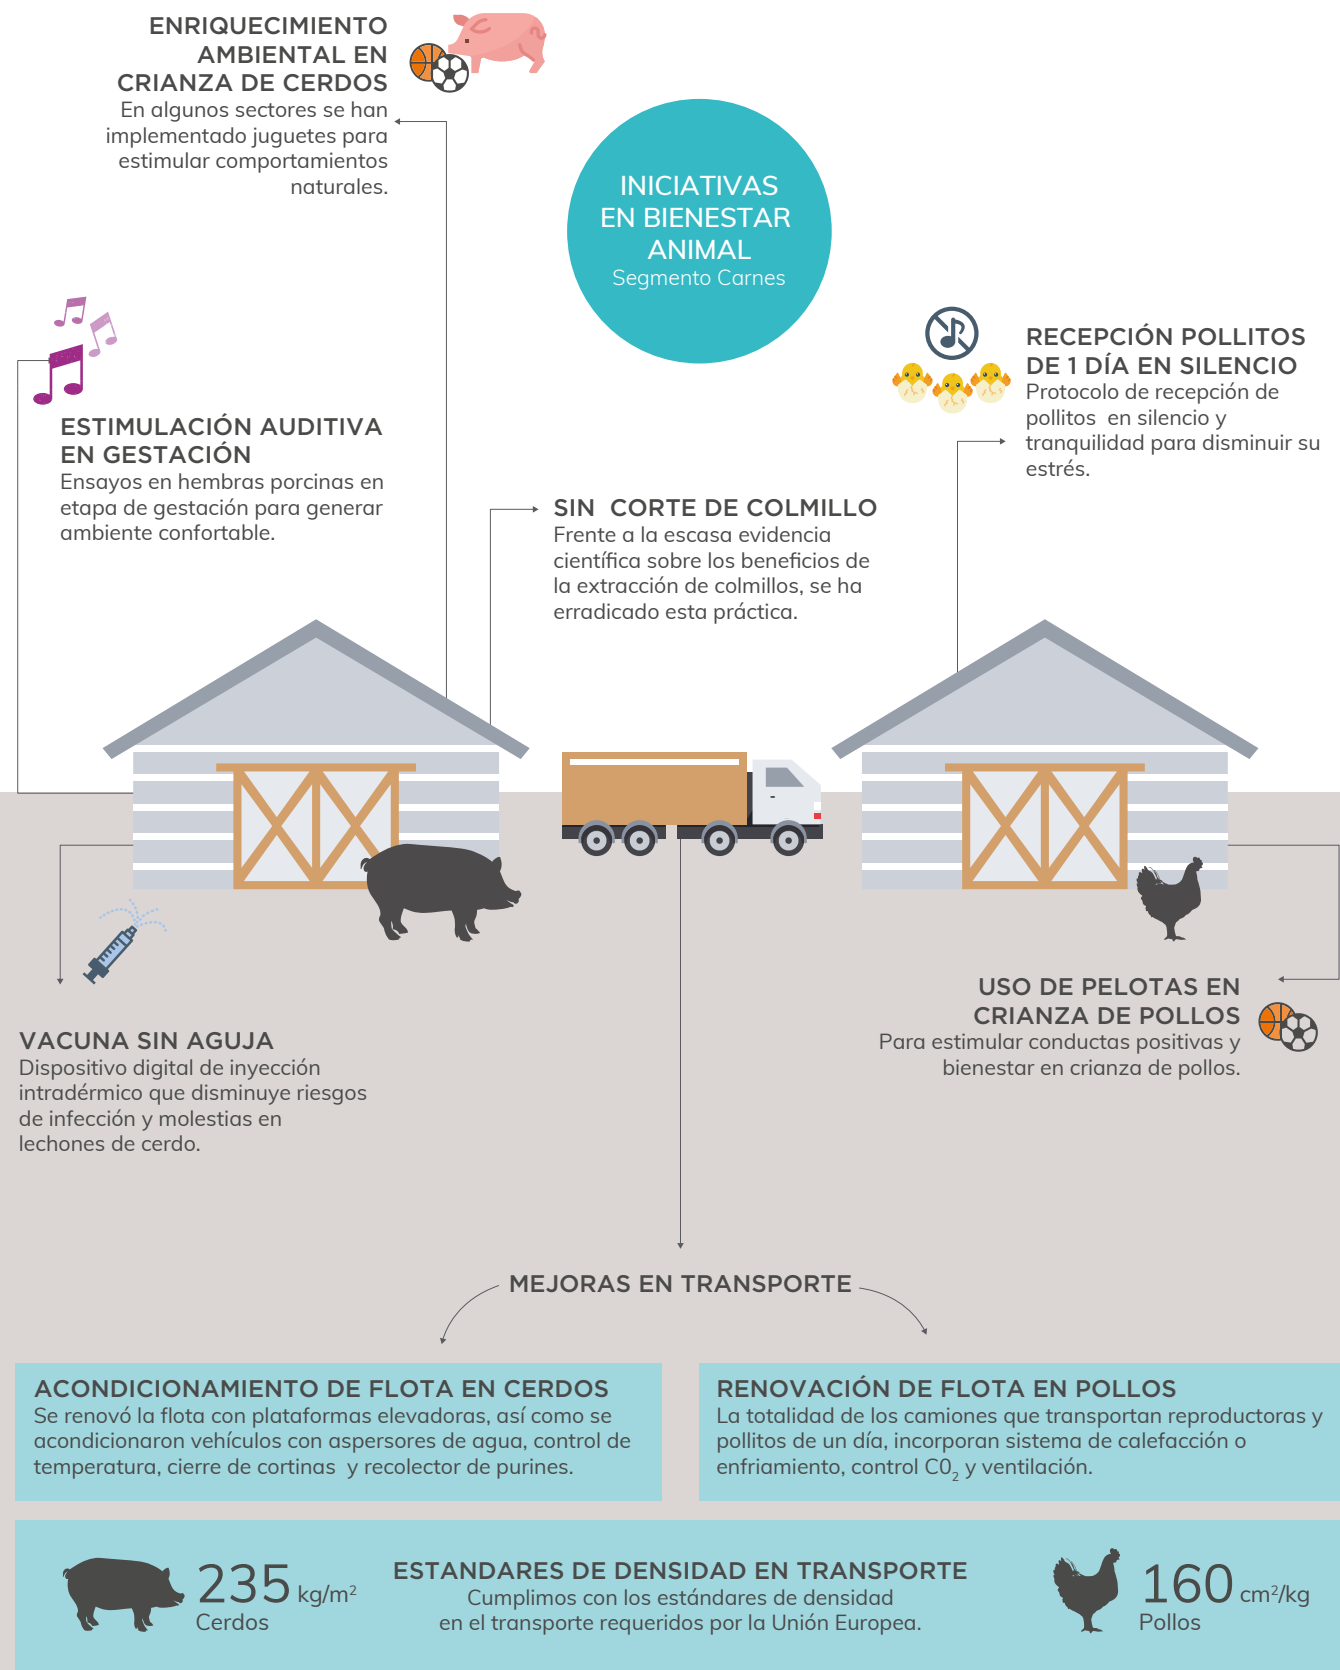 ENRIQUECIMIENTO
AMBIENTAL EN
CRIANZA DE CERDOS
En algunos sectores se han
implementado juguetes para
estimular comportamientos
naturales.
INICIATIVAS
EN BIENESTAR
ANIMAL
Segmento Carnes
RECEPCIÓN POLLITOS
DE 1 DÍA EN SILENCIO
Protocolo de recepción de
pollitos en silencio y
tranquilidad para disminuir su
estrés.
ESTIMULACIÓN AUDITIVA
EN GESTACIÓN
Ensayos en hembras porcinas en
etapa de gestación para generar
ambiente confortable.
SIN CORTE DE COLMILLO
Frente a la escasa evidencia
científica sobre los beneficios de
la extracción de colmillos, se ha
erradicado esta práctica.
VACUNA SIN AGUJA
Dispositivo digital de inyección
intradérmico que disminuye riesgos
de infección y molestias en
lechones de cerdo.
USO DE PELOTAS EN
CRIANZA DE POLLOS
Para estimular conductas positivas y
bienestar en crianza de pollos.
MEJORAS EN TRANSPORTE
ACONDICIONAMIENTO DE FLOTA EN CERDOS
Se renovó la flota con plataformas elevadoras, así como se
acondicionaron vehículos con aspersores de agua, control de
temperatura, cierre de cortinas y recolector de purines.
RENOVACIÓN DE FLOTA EN POLLOS
La totalidad de los camiones que transportan reproductoras y
pollitos de un día, incorporan sistema de calefacción o
enfriamiento, control C0₂ y ventilación.
235 kg/m²
Cerdos
ESTANDARES DE DENSIDAD EN TRANSPORTE
Cumplimos con los estándares de densidad
en el transporte requeridos por la Unión Europea.
160 cm²/kg
Pollos